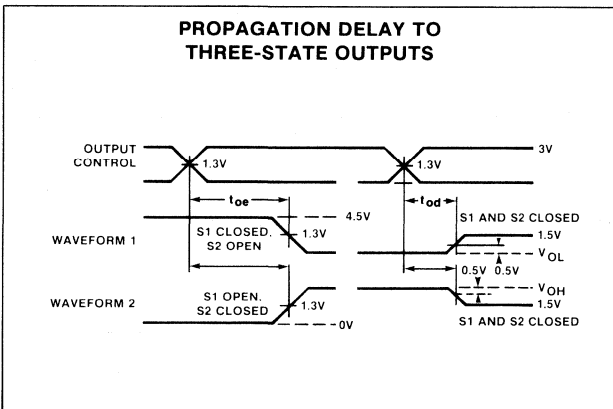 PROPAGATION DELAY TO
THREE-STATE OUTPUTS
OUTPUT
CONTROL
1.3V
1.3V
3V
toe
tod
S1 AND S2 CLOSED
4.5V
WAVEFORM 1
S1 CLOSED.
S2 OPEN
1.3V
1.5V
VOL
0.5V
0.5V
WAVEFORM 2
S1 OPEN.
S2 CLOSED
1.3V
0V
VOH
1.5V
S1 AND S2 CLOSED